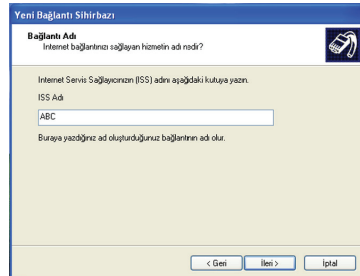 Yeni Bağlantı Sihirbazı
Bağlantı Adı
Internet bağlantınızı sağlayan hizmetin adı nedir?
Internet Servis Sağlayıcınızın (ISS) adını aşağıdaki kutuya yazın.
ISS Adı
ABC
Buraya yazdığınız ad oluşturduğunuz bağlantının adı olur.
< Geri
İleri >
İptal